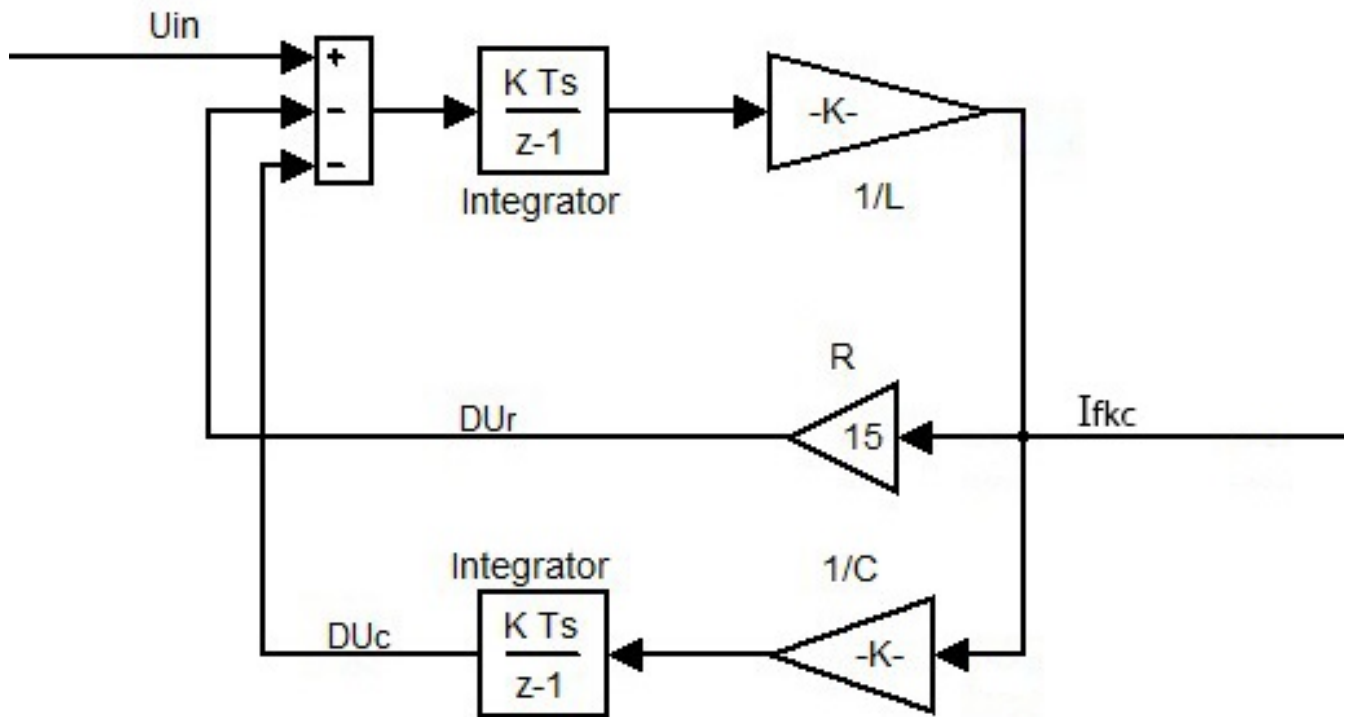 Uin
+
-
-
K Ts
z-1
Integrator
-K-
1/L
R
15
DUr
Ifkc
Integrator
K Ts
z-1
1/C
-K-
DUc